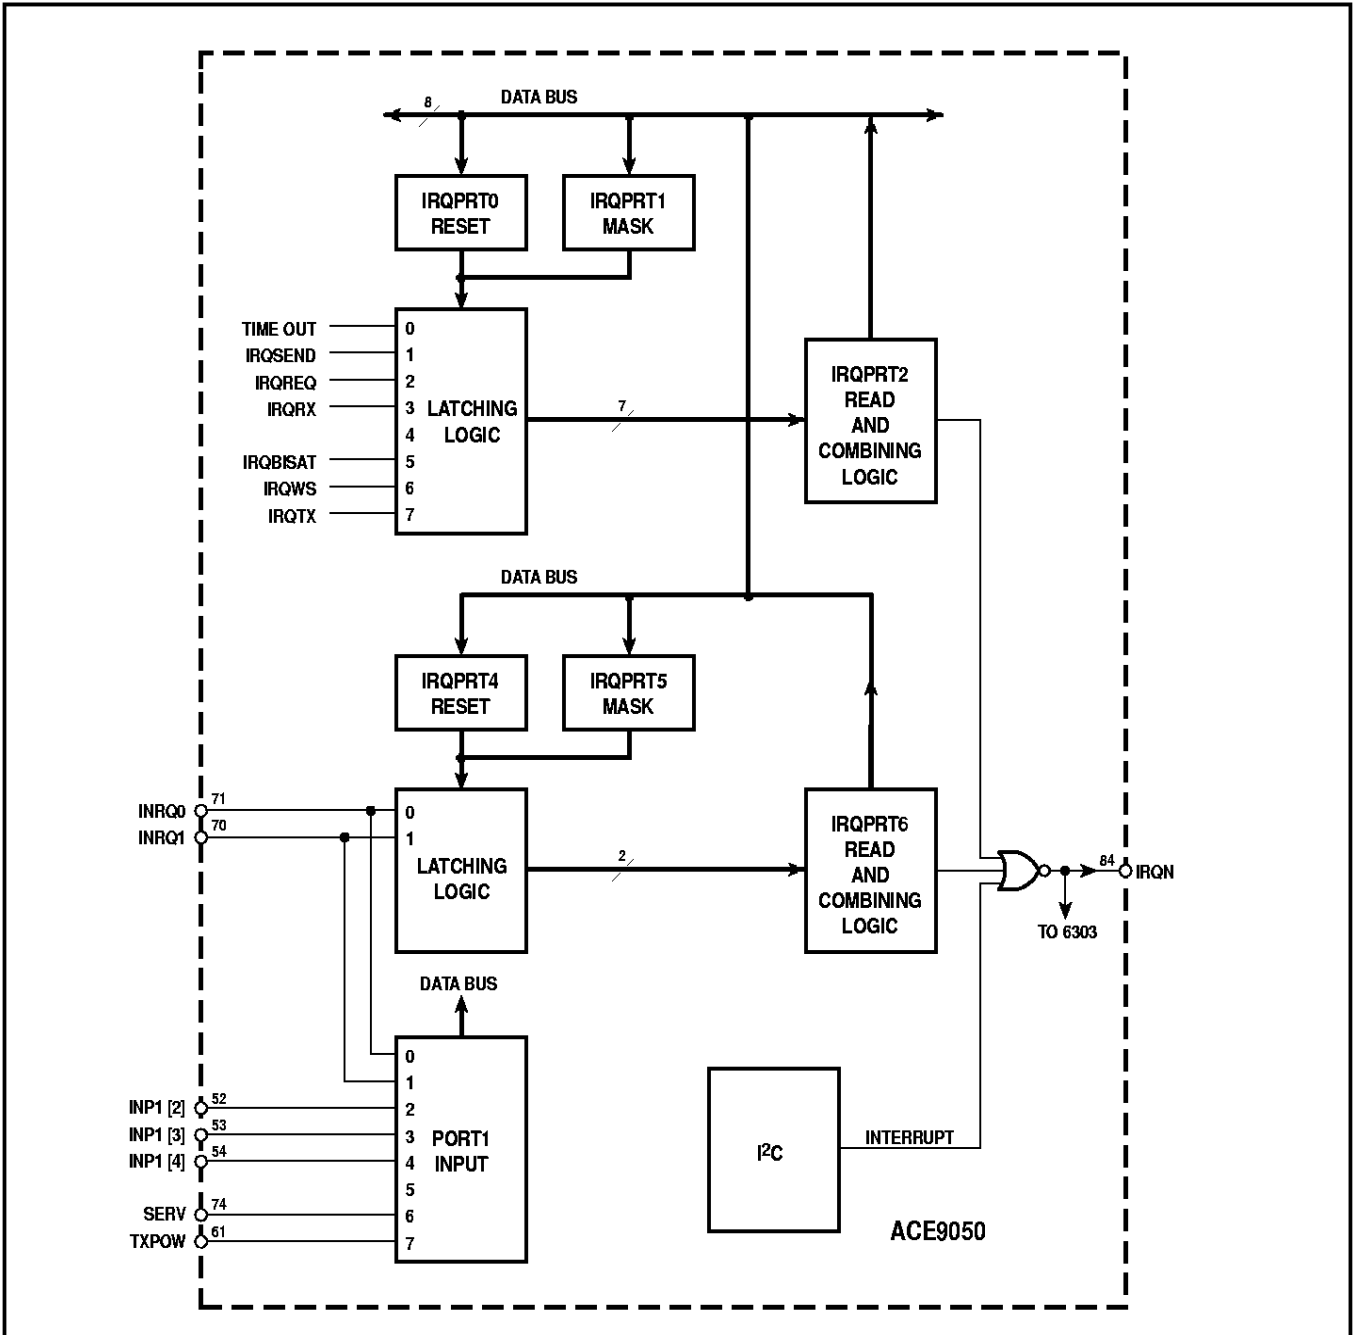 8 DATA BUS
IRQPRT0
RESET
IRQPRT1
MASK
TIME OUT 0
IRQSEND 1
IRQREQ 2
IRQRX 3
4
IRQBISAT 5
IRQWS 6
IRQTX 7
LATCHING
LOGIC
7
IRQPRT2
READ
AND
COMBINING
LOGIC
DATA BUS
IRQPRT4
RESET
IRQPRT5
MASK
INRQ0 71 0
INRQ1 70 1
LATCHING
LOGIC
2
IRQPRT6
READ
AND
COMBINING
LOGIC
84 IRQN
TO 6303
DATA BUS
0
1
INP1 [2] 52 2
INP1 [3] 53 3
INP1 [4] 54 4
5
SERV 74 6
TXPOW 61 7
PORT1
INPUT
I²C
INTERRUPT
ACE9050